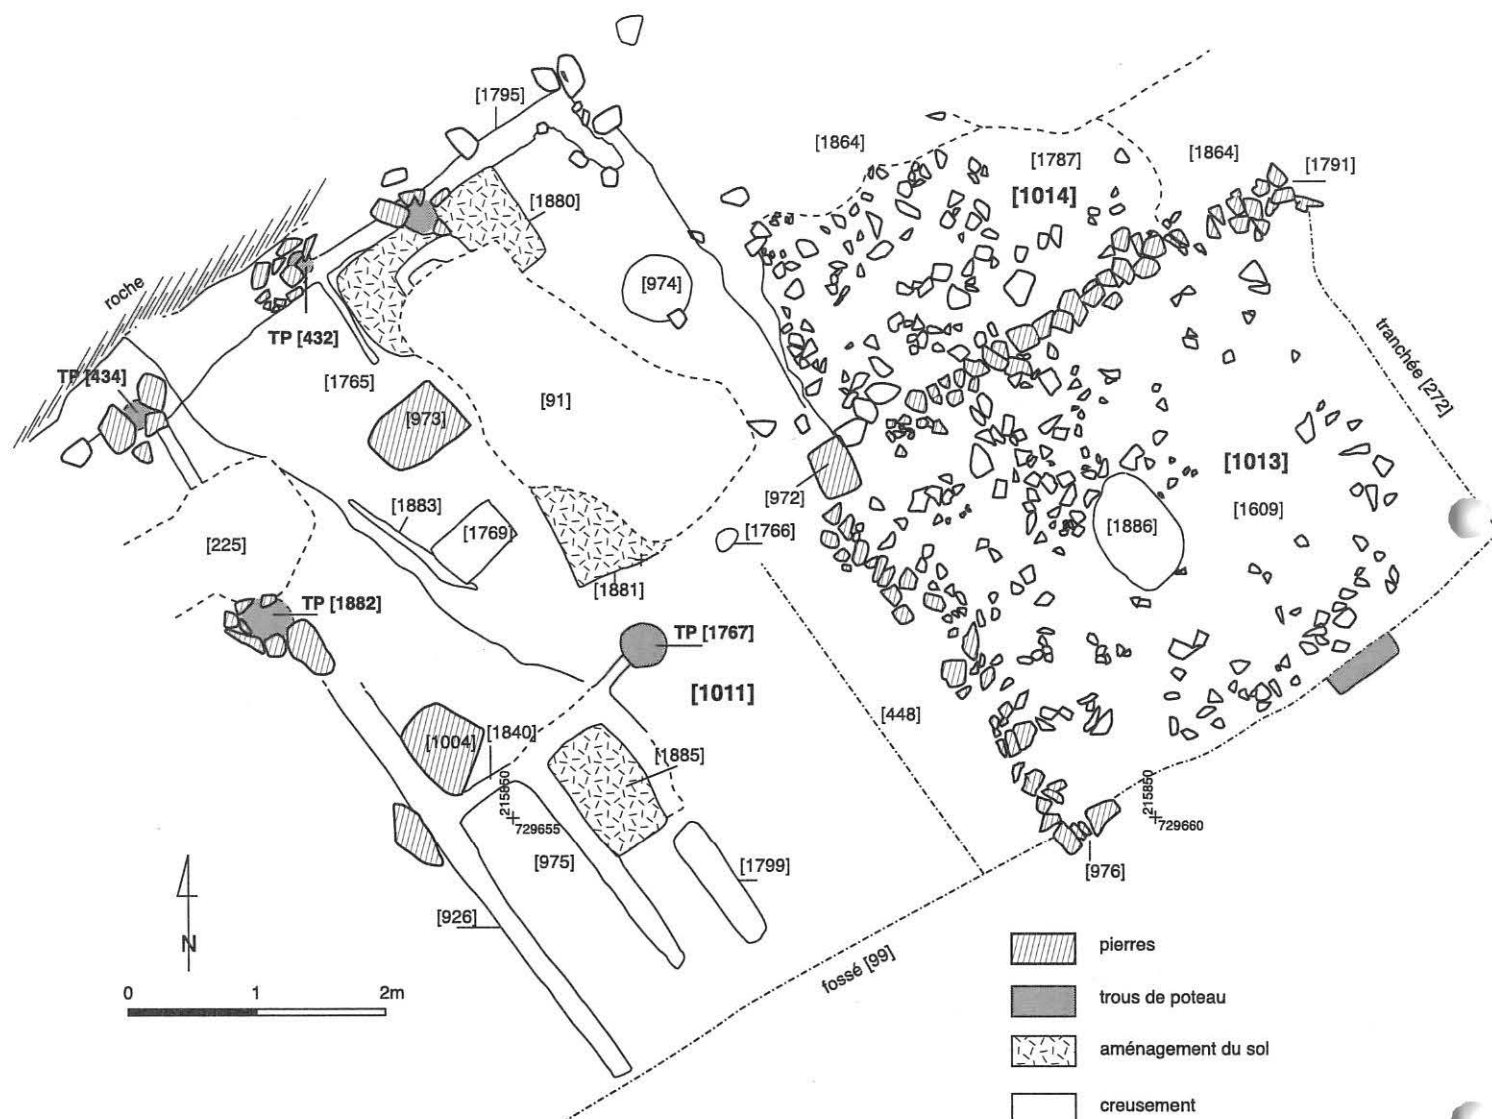 [1795]
[1864]
[1787]
[1864]
[1791]
[1014]
[1880]
roche
[974]
TP [432]
tranchée [272]
TP [434]
[1765]
[91]
[973]
[1013]
[972]
[1883]
[1769]
[1766]
[1886]
[1609]
[225]
[1881]
TP [1882]
TP [1767]
[1011]
[448]
[1004]
[1840]
[1885]
215850
729655
215850
729660
[975]
[1799]
[976]
[926]
N
fossé [99]
pierres
0 1 2m
trous de poteau
aménagement du sol
creusement